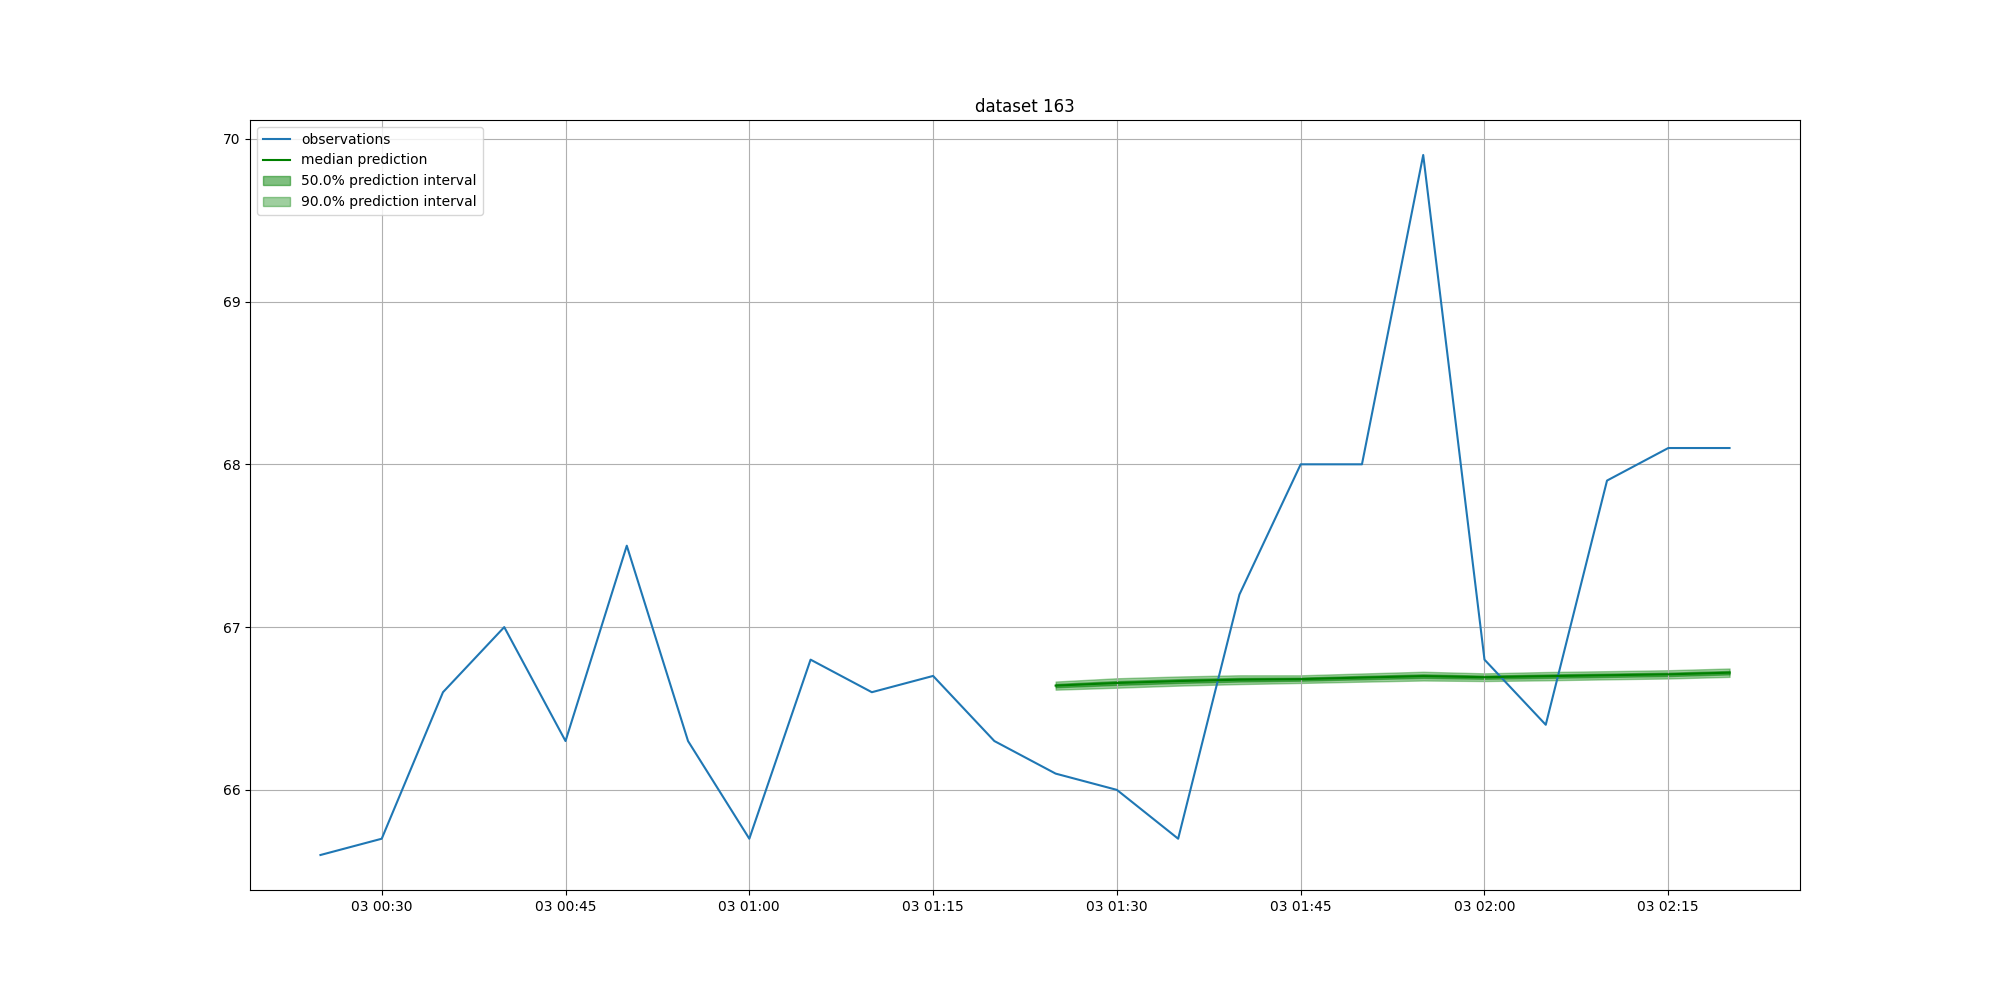 dataset 163
observations
median prediction
50.0% prediction interval
90.0% prediction interval
70
69
68
67
66
03 00:30 03 00:45 03 01:00 03 01:15 03 01:30 03 01:45 03 02:00 03 02:15